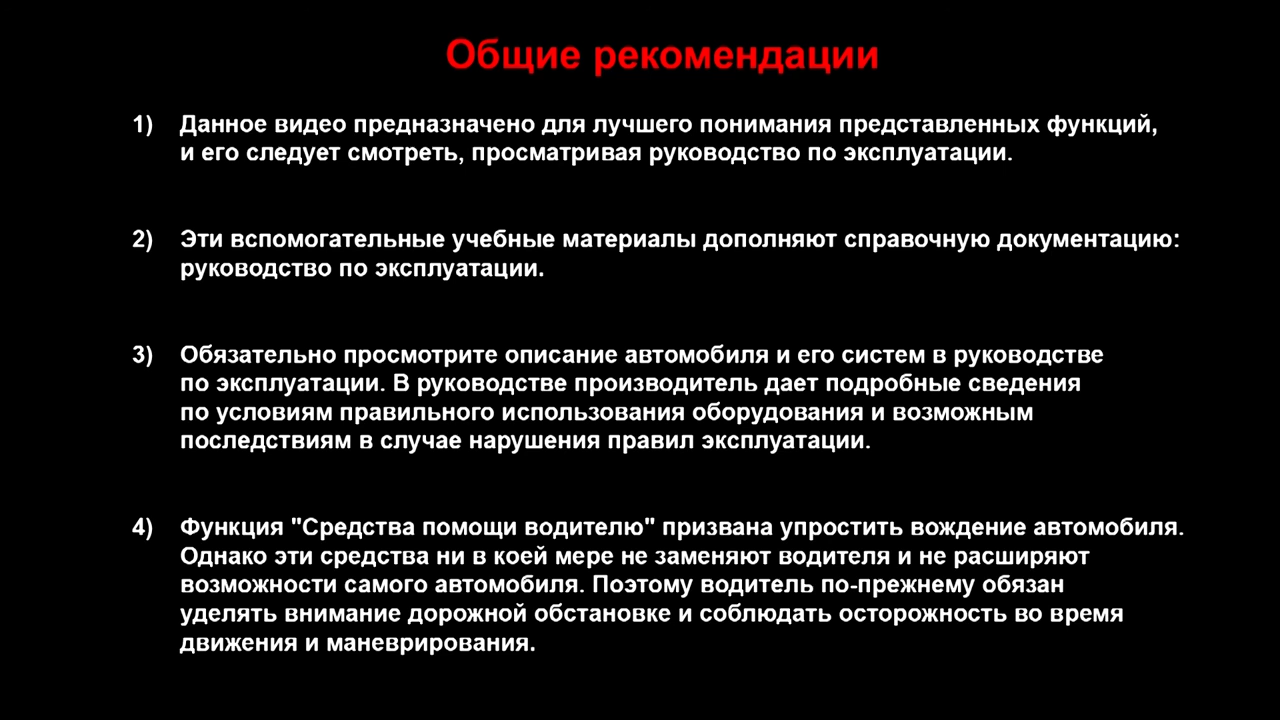 Общие рекомендации
1) Данное видео предназначено для лучшего понимания представленных функций,
и его следует смотреть, просматривая руководство по эксплуатации.
2) Эти вспомогательные учебные материалы дополняют справочную документацию:
руководство по эксплуатации.
3) Обязательно просмотрите описание автомобиля и его систем в руководстве
по эксплуатации. В руководстве производитель дает подробные сведения
по условиям правильного использования оборудования и возможным
последствиям в случае нарушения правил эксплуатации.
4) Функция "Средства помощи водителю" призвана упростить вождение автомобиля.
Однако эти средства ни в коей мере не заменяют водителя и не расширяют
возможности самого автомобиля. Поэтому водитель по-прежнему обязан
уделять внимание дорожной обстановке и соблюдать осторожность во время
движения и маневрирования.